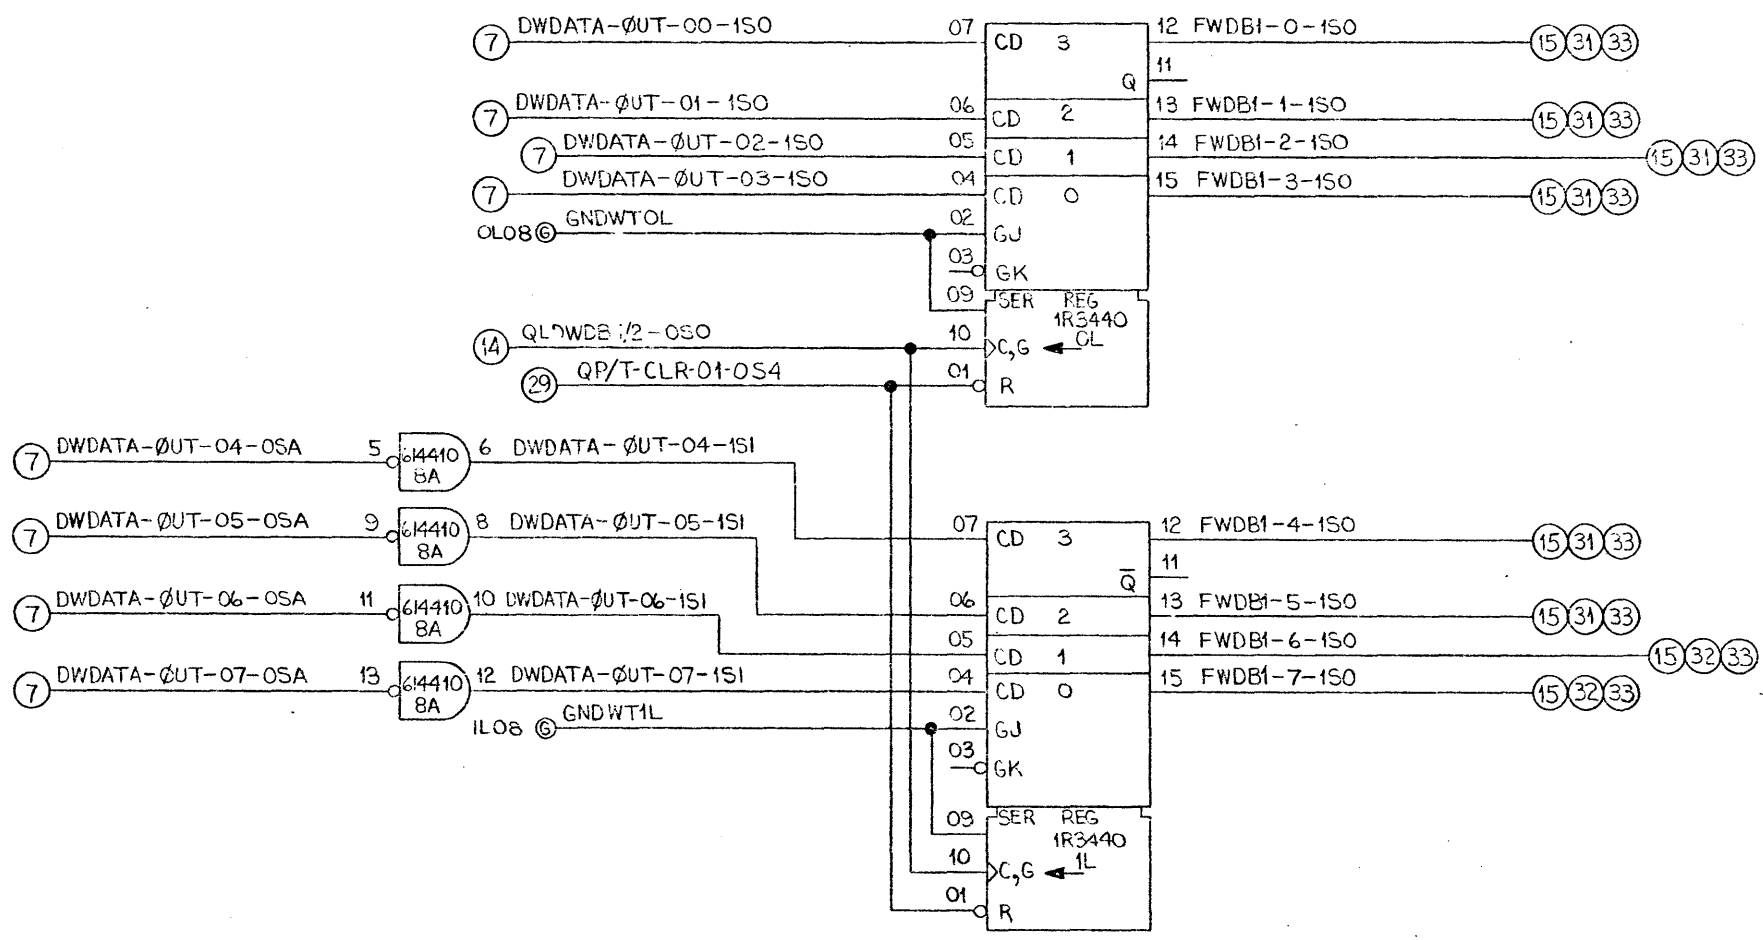 DWDATA-ØUT-00-1SO 07 12 FWDB1-0-1SO
7 CD 3 15 31 33
11
Q
DWDATA-ØUT-01-1SO 06 13 FWDB1-1-1SO
7 CD 2 15 31 33
DWDATA-ØUT-02-1SO 05 14 FWDB1-2-1SO
7 CD 1 15 31 33
DWDATA-ØUT-03-1SO 04 15 FWDB1-3-1SO
7 CD 0 15 31 33
0L08 G GNDWT0L 02 GJ
03 GK
09 SER REG
1R3440
0L
14 10 C,G
29 QP/T-CLR-01-0S4 01 R
7 DWDATA-ØUT-04-0SA 5 614410 6 DWDATA-ØUT-04-1SI
8A
7 DWDATA-ØUT-05-0SA 9 614410 8 DWDATA-ØUT-05-1SI
8A
07 CD 3 12 FWDB1-4-1SO 15 31 33
11
Q̅
7 DWDATA-ØUT-06-0SA 11 614410 10 DWDATA-ØUT-06-1SI
8A
06 CD 2 13 FWDB1-5-1SO 15 31 33
05 CD 1 14 FWDB1-6-1SO 15 32 33
7 DWDATA-ØUT-07-0SA 13 614410 12 DWDATA-ØUT-07-1SI
8A
04 CD 0 15 FWDB1-7-1SO 15 32 33
1L08 G GNDWT1L 02 GJ
03 GK
09 SER REG
1R3440
1L
10 C,G
01 R